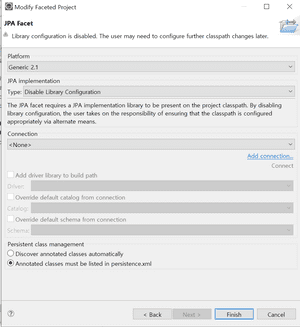 Modify Faceted Project
JPA Facet
Library configuration is disabled. The user may need to configure further classpath changes later.
Platform
Generic 2.1
JPA implementation
Type: Disable Library Configuration
The JPA facet requires a JPA implementation library to be present on the project classpath. By disabling
library configuration, the user takes on the responsibility of ensuring that the classpath is configured
appropriately via alternate means.
Connection
<None>
Add connection...
Connect
Add driver library to build path
Driver:
Override default catalog from connection
Catalog:
Override default schema from connection
Schema:
Persistent class management
Discover annotated classes automatically
Annotated classes must be listed in persistence.xml
?
< Back
Next >
Finish
Cancel